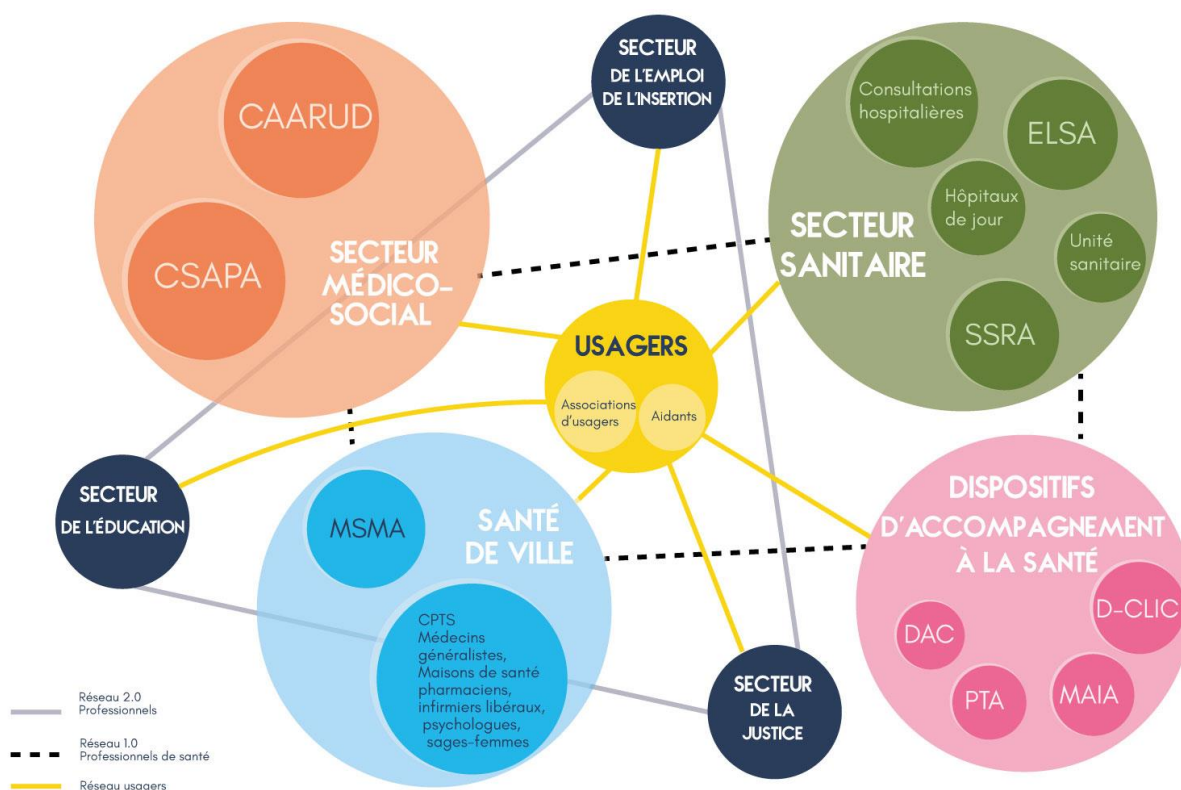 CAARUD
CSAPA
SECTEUR
MÉDICO-
SOCIAL
SECTEUR
DE L'EMPLOI
DE L'INSERTION
Consultations
hospitalières
ELSA
Hôpitaux
de jour
Unité
sanitaire
SSRA
SECTEUR
SANITAIRE
USAGERS
Associations
d'usagers
Aidants
SECTEUR
DE L'ÉDUCATION
MSMA
SANTÉ
DE VILLE
CPTS
Médecins
généralistes,
Maisons de santé
pharmaciens,
infirmiers libéraux,
psychologues,
sages-femmes
SECTEUR
DE LA
JUSTICE
DISPOSITIFS
D'ACCOMPAGNEMENT
À LA SANTÉ
D-CLIC
DAC
PTA
MAIA
Réseau 2.0
Professionnels
Réseau 1.0
Professionnels de santé
Réseau usagers